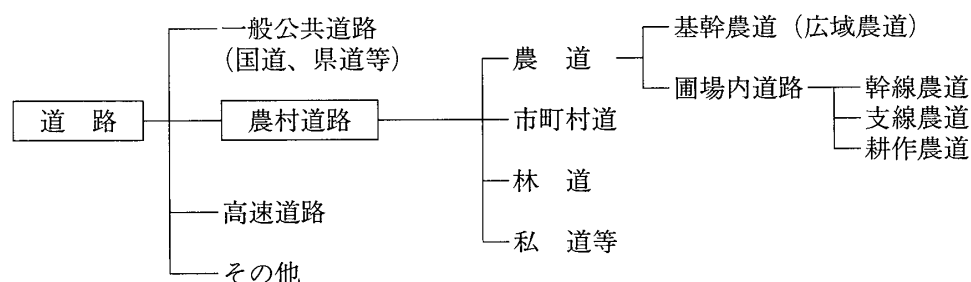 道　路
一般公共道路
（国道、県道等）
農村道路
高速道路
その他
農　道
市町村道
林　道
私　道等
基幹農道（広域農道）
圃場内道路
幹線農道
支線農道
耕作農道